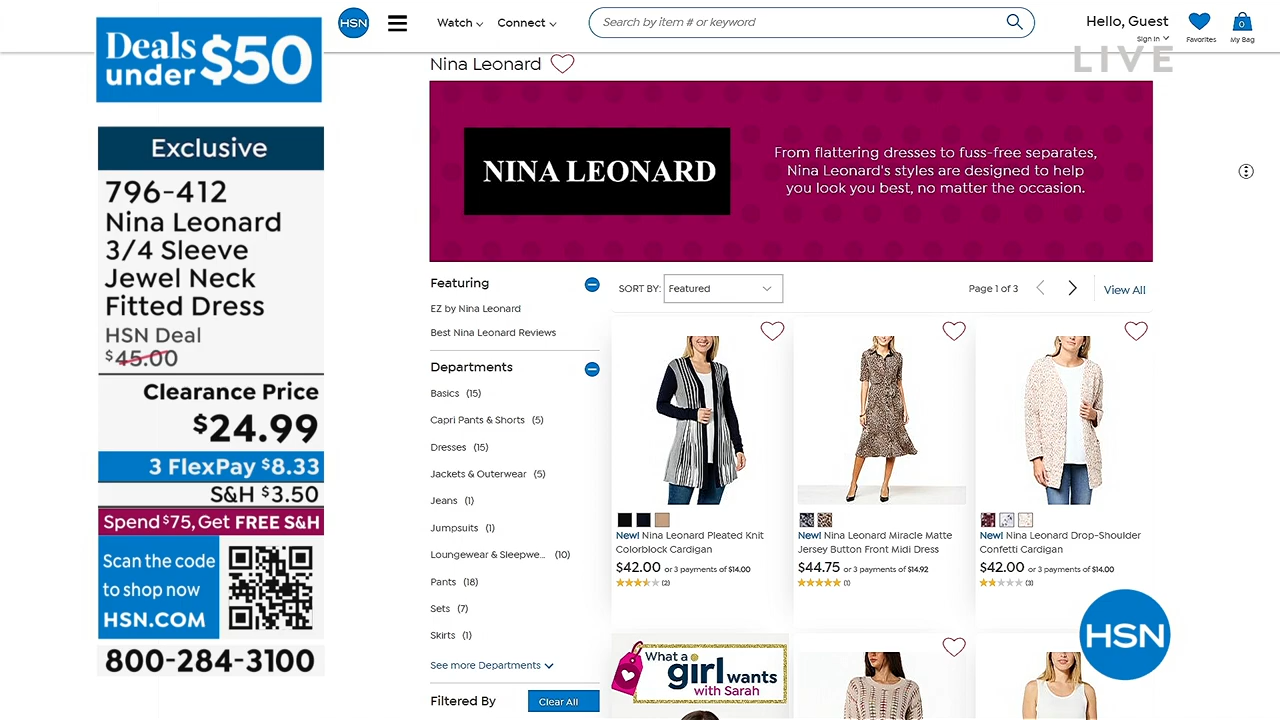 Deals
under $50
Exclusive
796-412
Nina Leonard
3/4 Sleeve
Jewel Neck
Fitted Dress
HSN Deal
$45.00
Clearance Price
$24.99
3 FlexPay $8.33
S&H $3.50
Spend $75, Get FREE S&H
Scan the code
to shop now
HSN.COM
800-284-3100
HSN
Watch
Connect
Search by item # or keyword
Hello, Guest
Sign In
Favorites
0
My Bag
LIVE
Nina Leonard
NINA LEONARD
From flattering dresses to fuss-free separates,
Nina Leonard's styles are designed to help
you look you best, no matter the occasion.
Featuring
EZ by Nina Leonard
Best Nina Leonard Reviews
Departments
Basics (15)
Capri Pants & Shorts (5)
Dresses (15)
Jackets & Outerwear (5)
Jeans (1)
Jumpsuits (1)
Loungewear & Sleepwe... (10)
Pants (18)
Sets (7)
Skirts (1)
See more Departments
Filtered By
Clear All
SORT BY: Featured
Page 1 of 3
View All
New! Nina Leonard Pleated Knit
Colorblock Cardigan
$42.00 or 3 payments of $14.00
(2)
New! Nina Leonard Miracle Matte
Jersey Button Front Midi Dress
$44.75 or 3 payments of $14.92
(1)
New! Nina Leonard Drop-Shoulder
Confetti Cardigan
$42.00 or 3 payments of $14.00
(3)
What a
girl wants
with Sarah
HSN